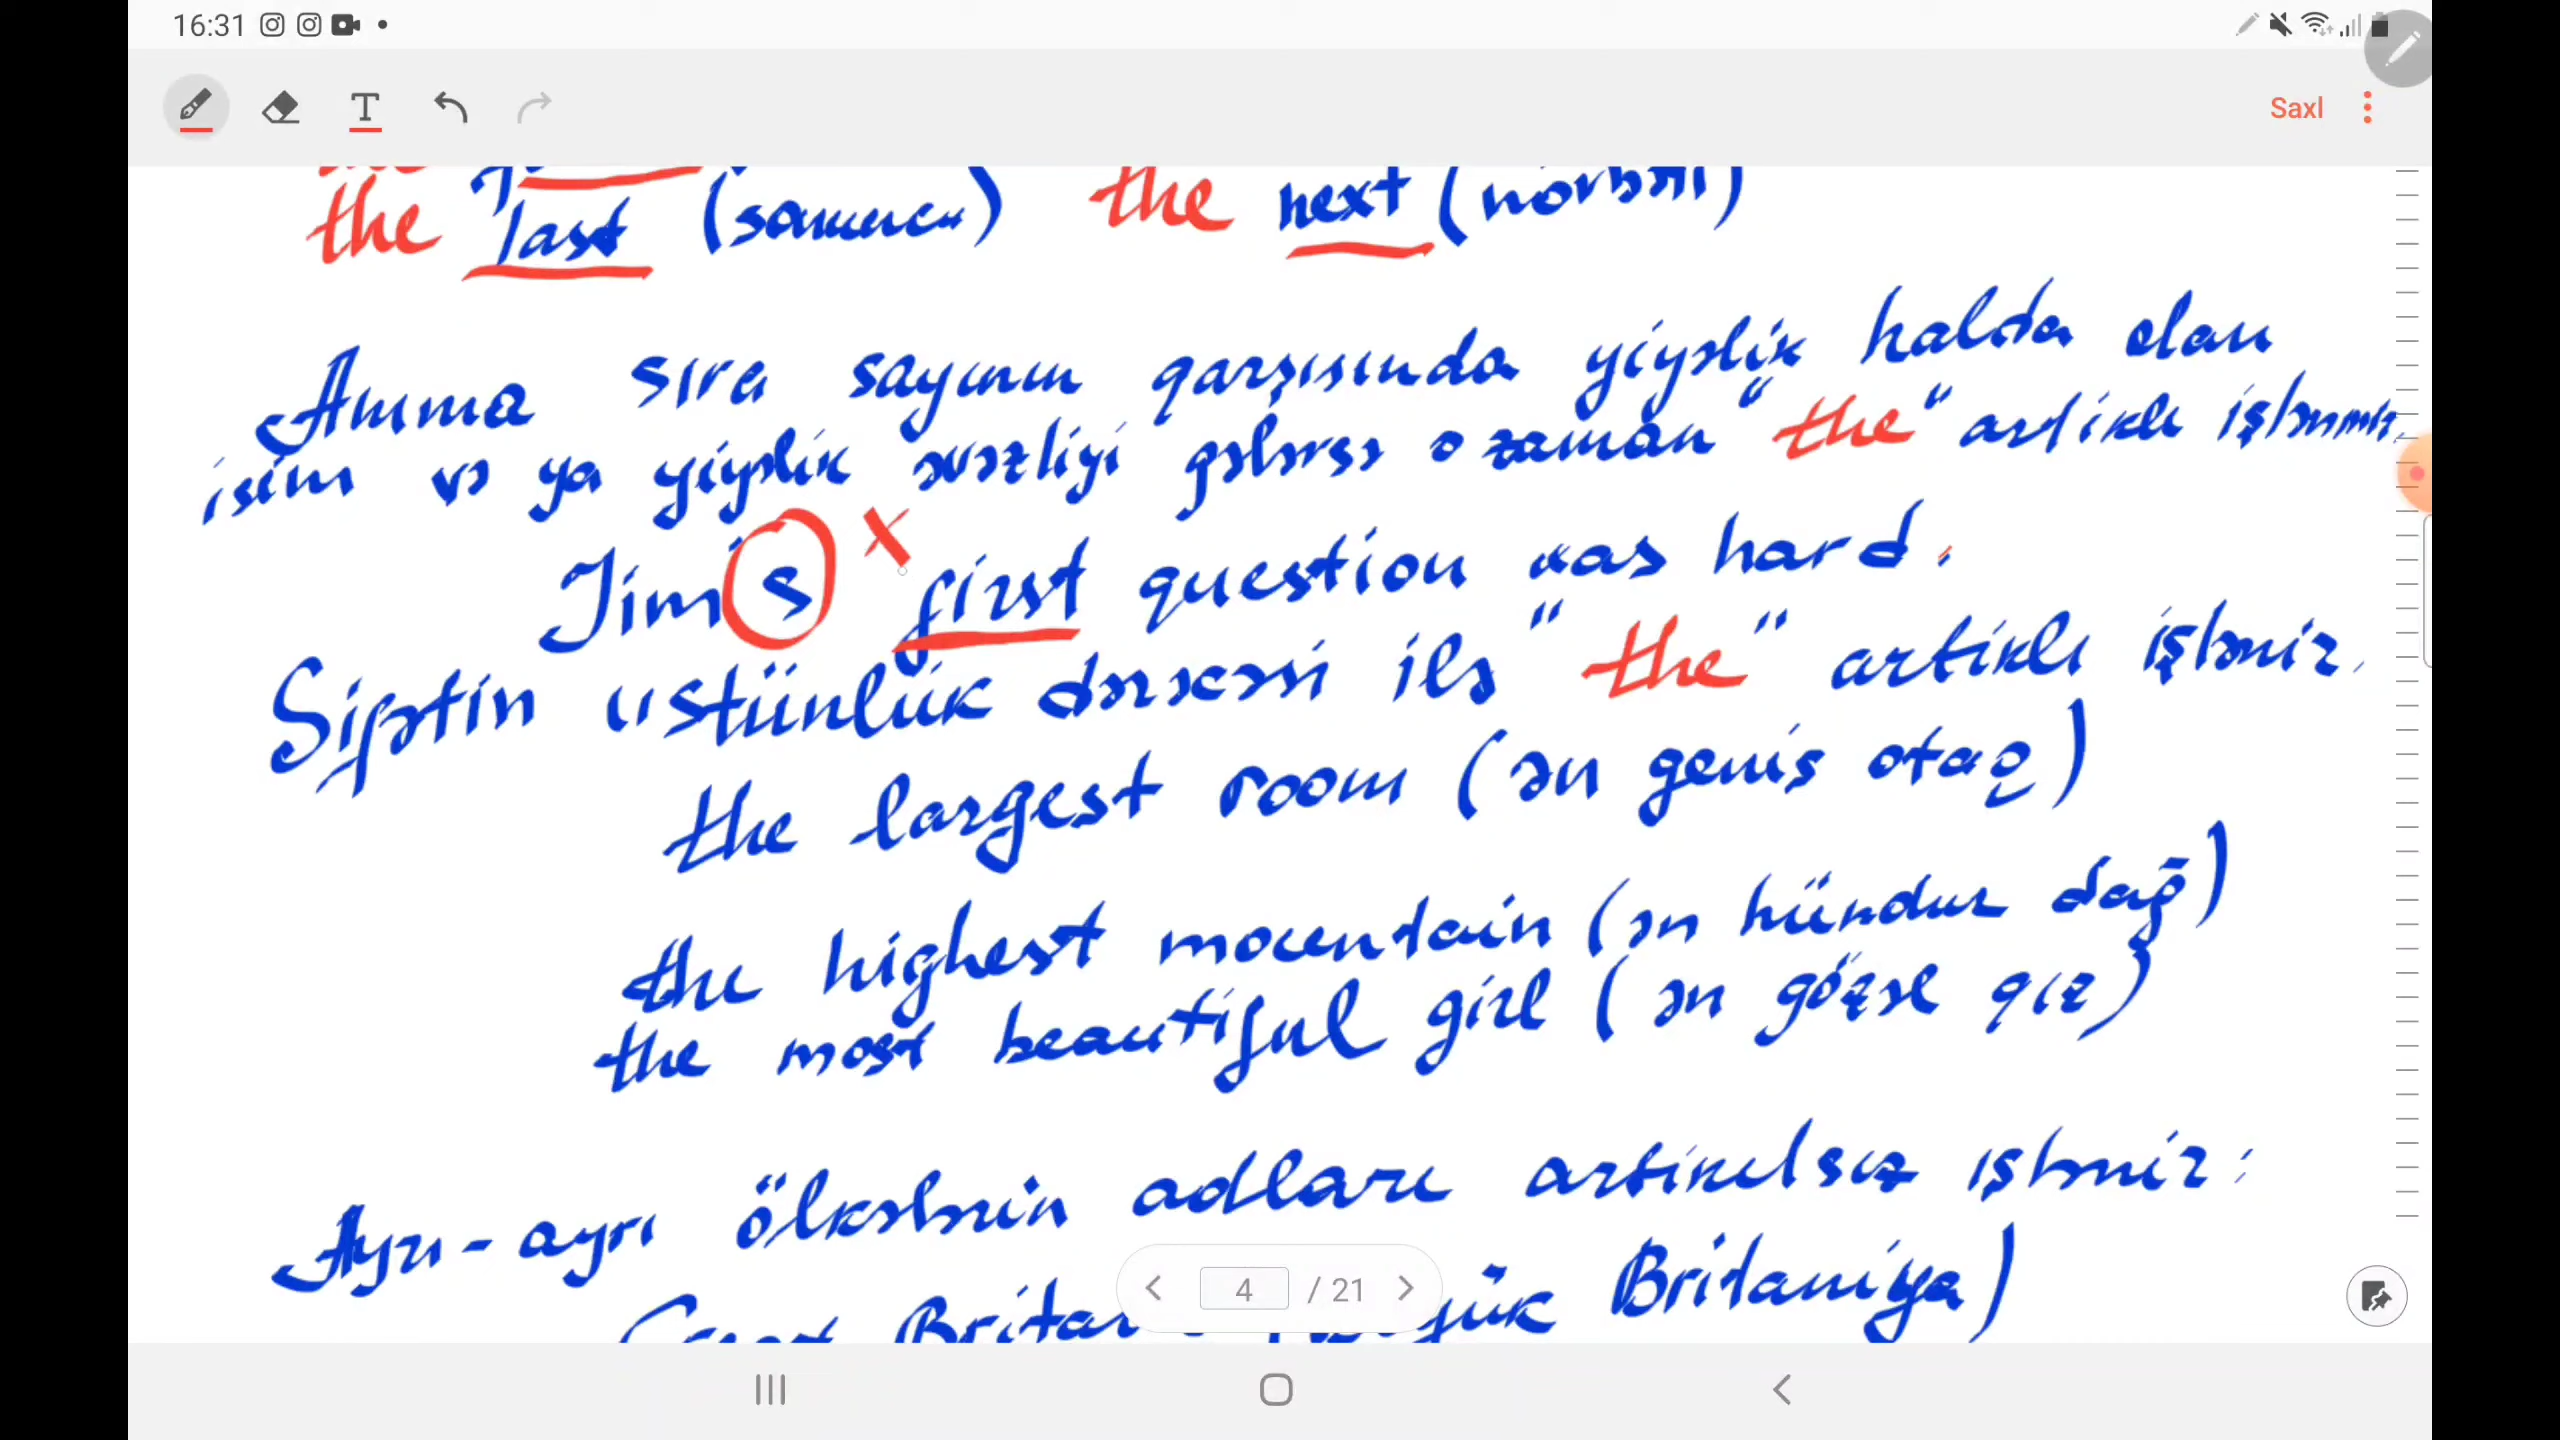 16:31
Saxl
the last (sonuncu) the next (növbəti)
Amma sıra sayının qarşısında yiyəlik halda olan
isim və ya yiyəlik əvəzliyi gələrsə o zaman "the" artiklı işlənmir.
Jim's X first question was hard.
Sifətin üstünlük dərəcəsi ilə "the" artiklı işlənir.
the largest room (ən geniş otaq)
the highest mountain (ən hündür dağ)
the most beautiful girl (ən gözəl qız)
Ayrı-ayrı ölkələrin adları artikulsız işlənir:
Britaniya)
4 / 21